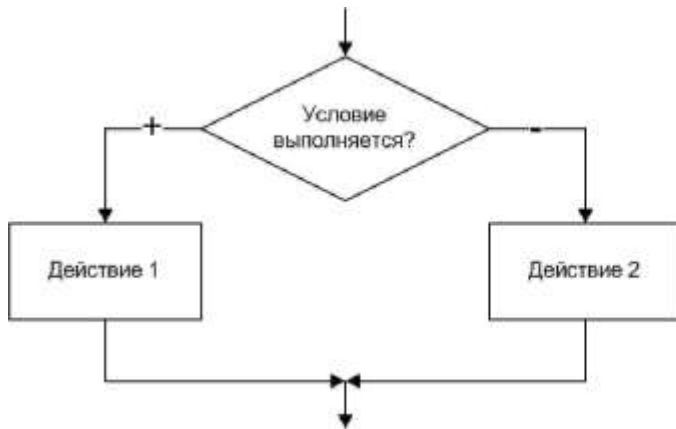 Условие
выполняется?
+
-
Действие 1
Действие 2